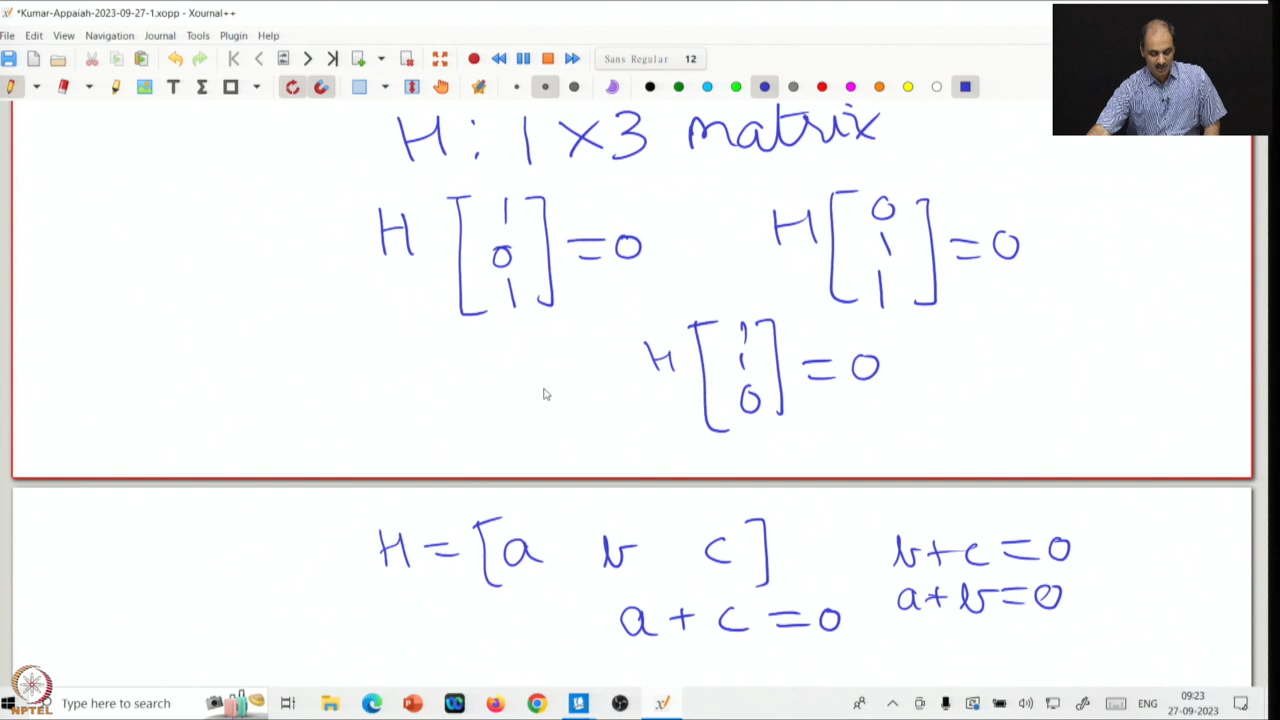 *Kumar-Appaiah-2023-09-27-1.xopp - Xournal++
File Edit View Navigation Journal Tools Plugin Help
Sans Regular 12
H : 1 × 3 matrix
H [1 0 1] = 0
H [0 1 1] = 0
H [1 1 0] = 0
H = [a b c]
b + c = 0
a + b = 0
a + c = 0
NPTEL
Type here to search
ENG
09:23
27-09-2023